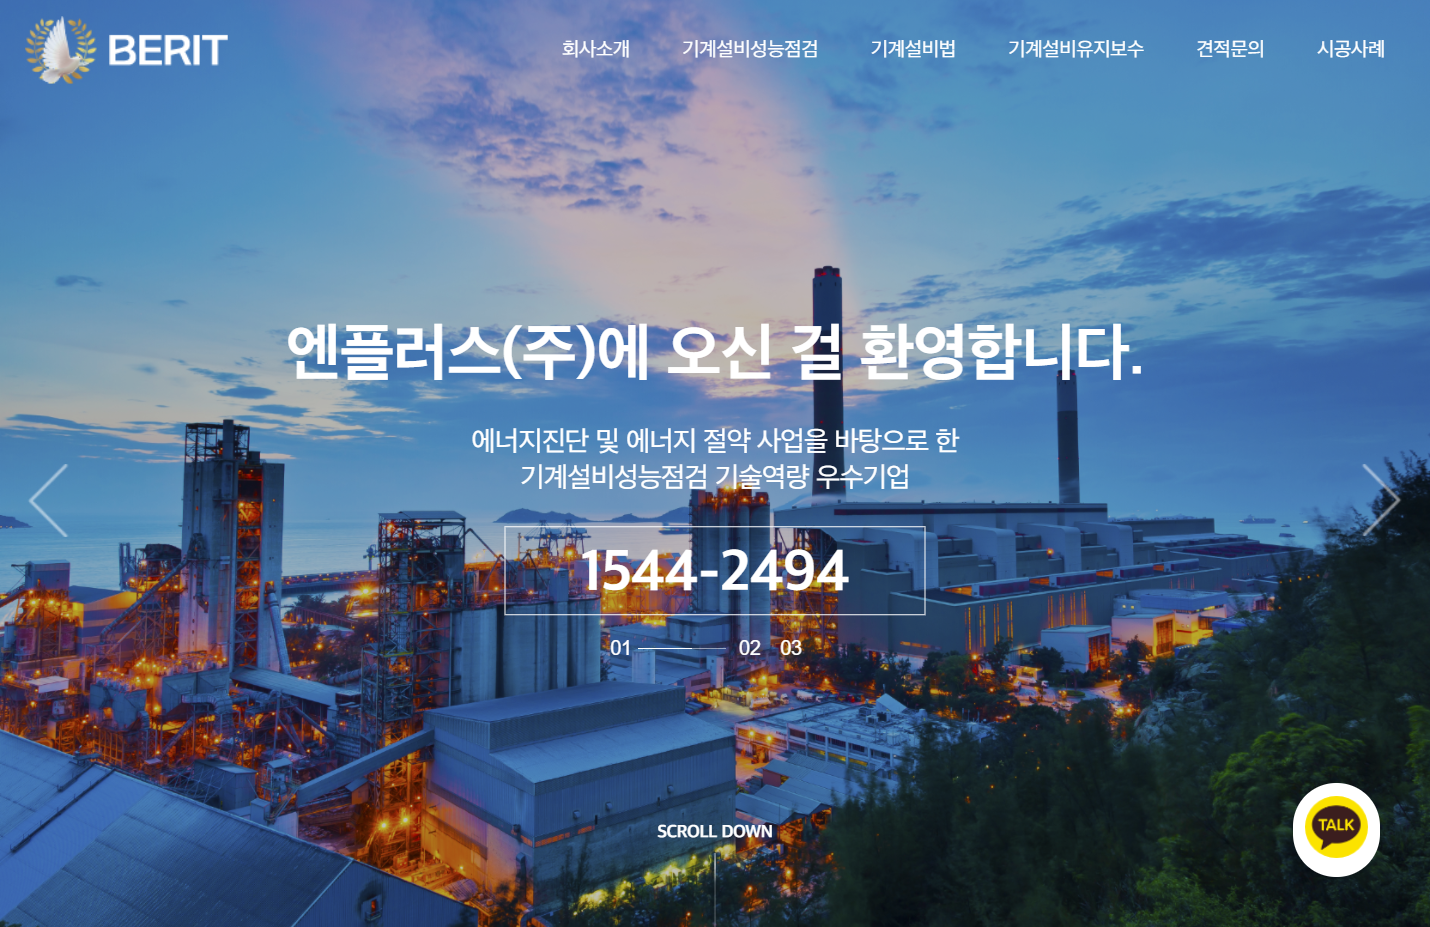 BERIT
회사소개
기계설비성능점검
기계설비법
기계설비유지보수
견적문의
시공사례
엔플러스(주)에 오신 걸 환영합니다.
에너지진단 및 에너지 절약 사업을 바탕으로 한
기계설비성능점검 기술역량 우수기업
1544-2494
01 02 03
SCROLL DOWN
TALK